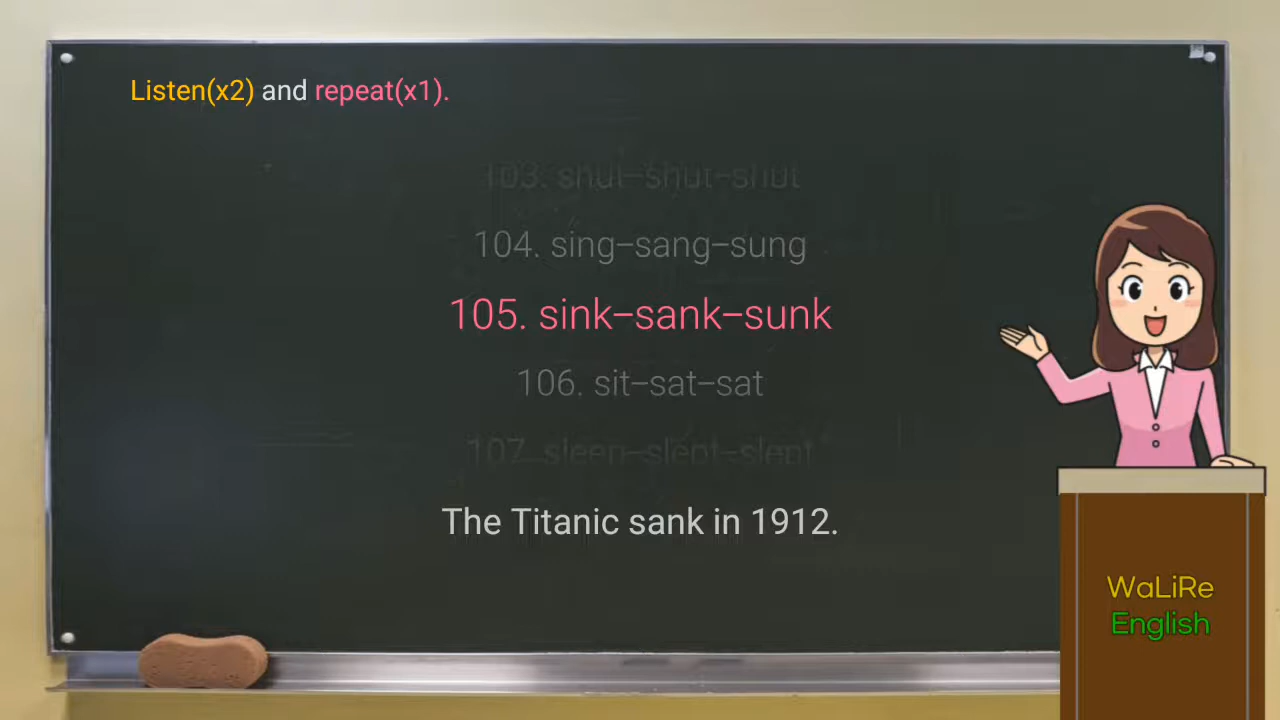 Listen(x2) and repeat(x1).
103. shut–shut–shut
104. sing–sang–sung
105. sink–sank–sunk
106. sit–sat–sat
107. sleep–slept–slept
The Titanic sank in 1912.
WaLiRe
English